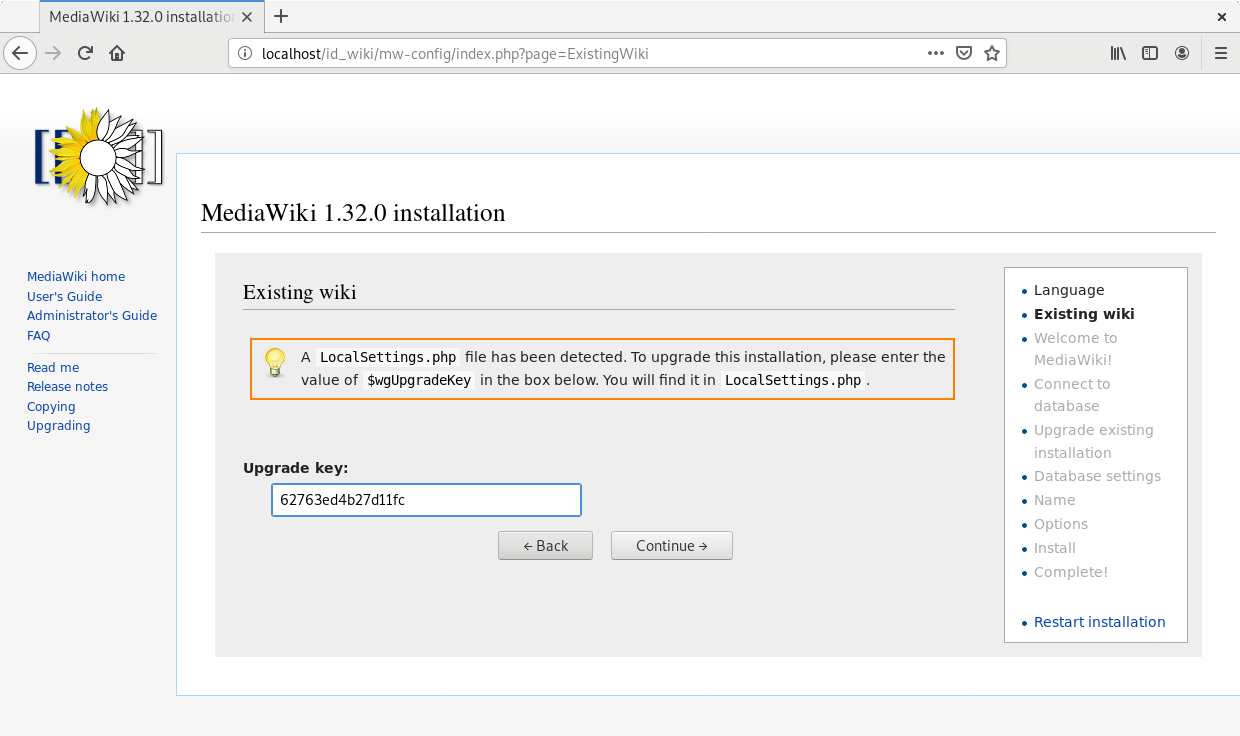 MediaWiki 1.32.0 installation
localhost/id_wiki/mw-config/index.php?page=ExistingWiki
MediaWiki home
User's Guide
Administrator's Guide
FAQ
Read me
Release notes
Copying
Upgrading
MediaWiki 1.32.0 installation
Existing wiki
A LocalSettings.php file has been detected. To upgrade this installation, please enter the
value of $wgUpgradeKey in the box below. You will find it in LocalSettings.php.
Upgrade key:
62763ed4b27d11fc
← Back
Continue →
Language
Existing wiki
Welcome to
MediaWiki!
Connect to
database
Upgrade existing
installation
Database settings
Name
Options
Install
Complete!
Restart installation